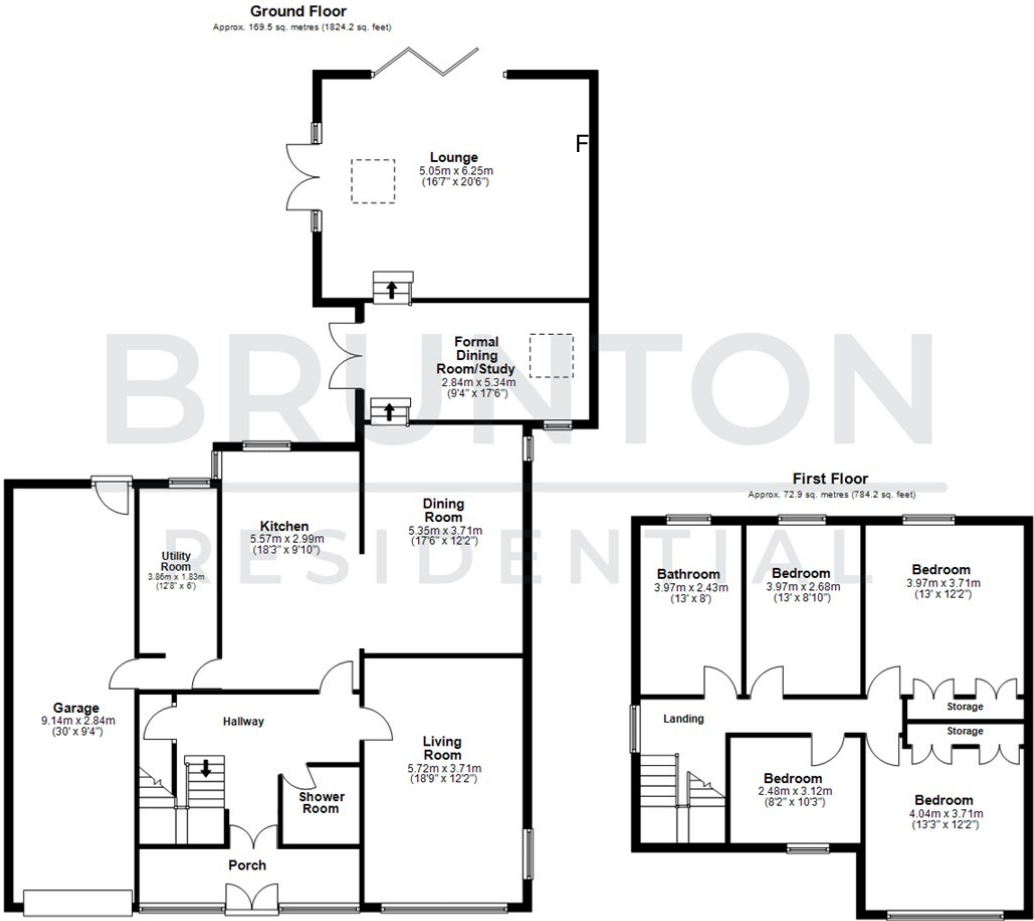 Ground Floor
Approx. 169.5 sq. metres (1824.2 sq. feet)
F
Lounge
5.05m x 6.25m
(16'7" x 20'6")
BRUNTON
RESIDENTIAL
Formal
Dining
Room/Study
2.84m x 5.34m
(9'4" x 17'6")
Dining
Room
5.35m x 3.71m
(17'6" x 12'2")
Kitchen
5.57m x 2.99m
(18'3" x 9'10")
Utility
Room
3.86m x 1.83m
(12'8" x 6')
Garage
9.14m x 2.84m
(30' x 9'4")
Hallway
Living
Room
5.72m x 3.71m
(18'9" x 12'2")
Shower
Room
Porch
First Floor
Approx. 72.9 sq. metres (784.2 sq. feet)
Bathroom
3.97m x 2.43m
(13' x 8')
Bedroom
3.97m x 2.68m
(13' x 8'10")
Bedroom
3.97m x 3.71m
(13' x 12'2")
Storage
Storage
Landing
Bedroom
2.48m x 3.12m
(8'2" x 10'3")
Bedroom
4.04m x 3.71m
(13'3" x 12'2")